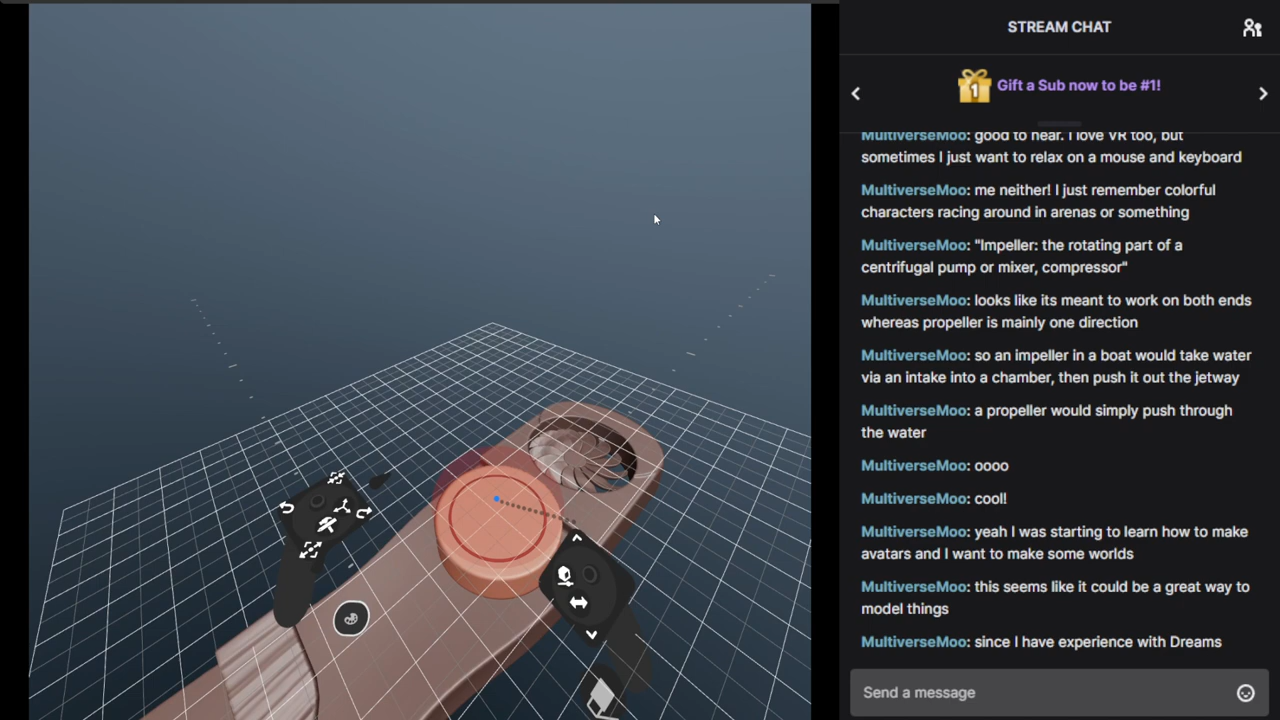 STREAM CHAT
1
Gift a Sub now to be #1!
MultiverseMoo: good to hear. I love VR too, but
sometimes I just want to relax on a mouse and keyboard
MultiverseMoo: me neither! I just remember colorful
characters racing around in arenas or something
MultiverseMoo: "Impeller: the rotating part of a
centrifugal pump or mixer, compressor"
MultiverseMoo: looks like its meant to work on both ends
whereas propeller is mainly one direction
MultiverseMoo: so an impeller in a boat would take water
via an intake into a chamber, then push it out the jetway
MultiverseMoo: a propeller would simply push through
the water
MultiverseMoo: oooo
MultiverseMoo: cool!
MultiverseMoo: yeah I was starting to learn how to make
avatars and I want to make some worlds
MultiverseMoo: this seems like it could be a great way to
model things
MultiverseMoo: since I have experience with Dreams
Send a message